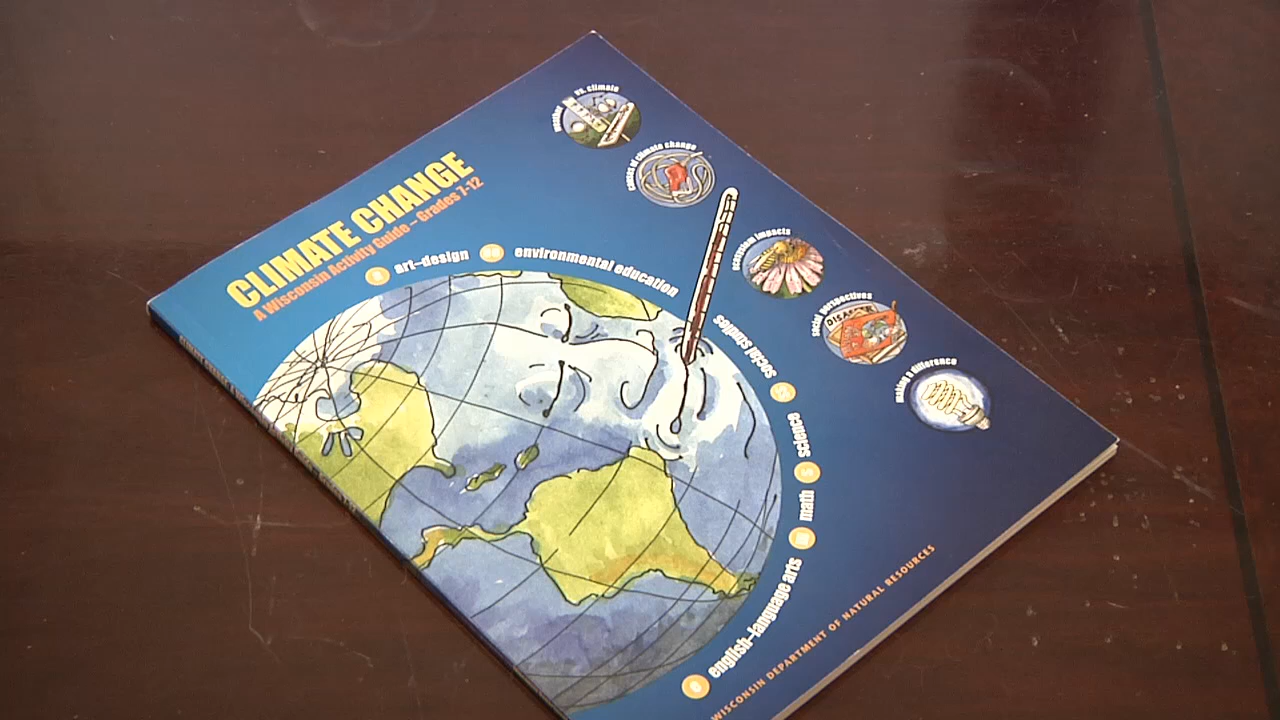 CLIMATE CHANGE
A Wisconsin Activity Guide – Grades 7-12
art–design
environmental education
social studies
science
math
english–language arts
weather vs. climate
causes of climate change
ecosystem impacts
social perspectives
DISASTER
making a difference
WISCONSIN DEPARTMENT OF NATURAL RESOURCES